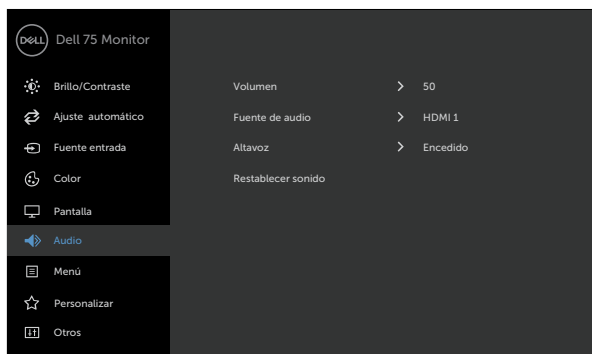 DELL Dell 75 Monitor
Brillo/Contraste
Ajuste automático
Fuente entrada
Color
Pantalla
Audio
Menú
Personalizar
Otros
Volumen 50
Fuente de audio HDMI 1
Altavoz Encedido
Restablecer sonido